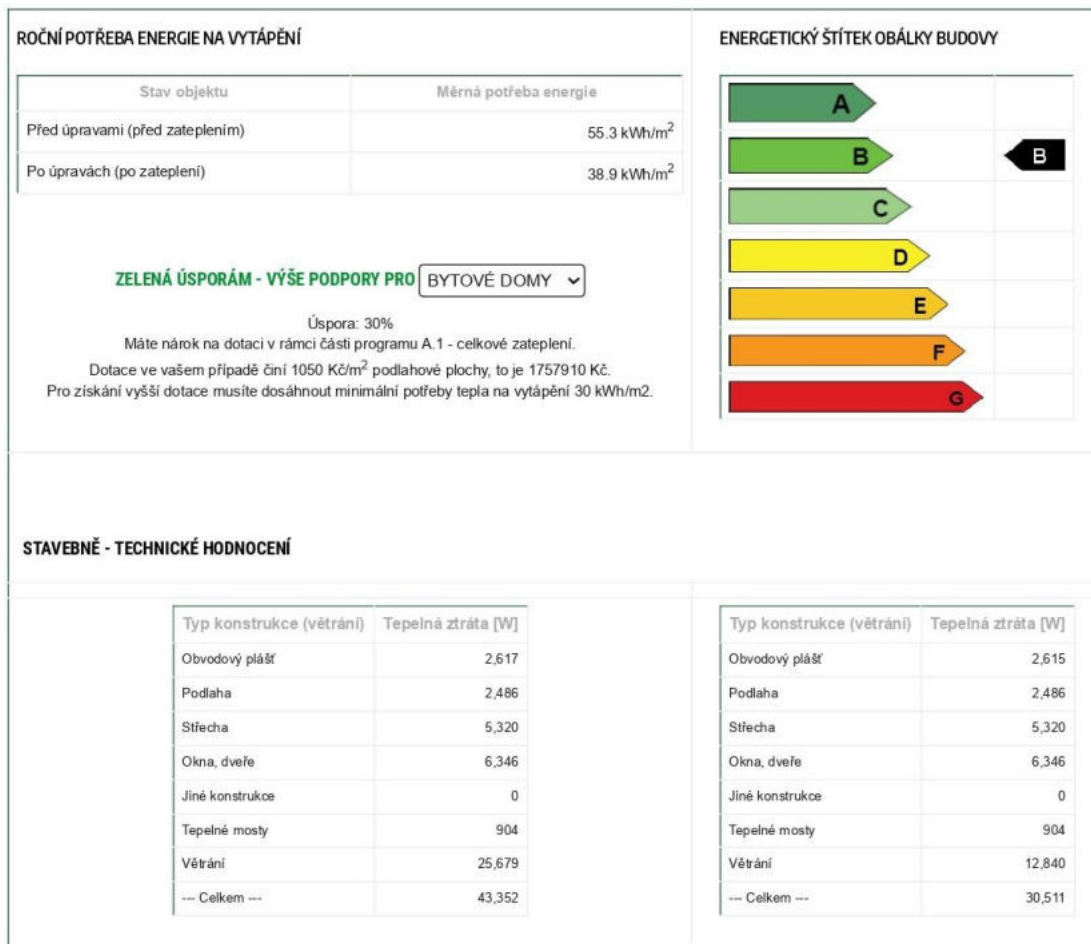 ROČNÍ POTŘEBA ENERGIE NA VYTÁPĚNÍ
Stav objektu Měrná potřeba energie
Před úpravami (před zateplením) 55.3 kWh/m2
Po úpravách (po zateplení) 38.9 kWh/m2
ZELENÁ ÚSPORÁM - VÝŠE PODPORY PRO BYTOVÉ DOMY
Úspora: 30%
Máte nárok na dotaci v rámci části programu A.1 - celkové zateplení.
Dotace ve vašem případě činí 1050 Kč/m2 podlahové plochy, to je 1757910 Kč.
Pro získání vyšší dotace musíte dosáhnout minimální potřeby tepla na vytápění 30 kWh/m2.
ENERGETICKÝ ŠTÍTEK OBÁLKY BUDOVY
A
B B
C
D
E
F
G
STAVEBNĚ - TECHNICKÉ HODNOCENÍ
Typ konstrukce (větrání) Tepelná ztráta [W]
Obvodový plášť 2,617
Podlaha 2,486
Střecha 5,320
Okna, dveře 6,346
Jiné konstrukce 0
Tepelné mosty 904
Větrání 25,679
--- Celkem --- 43,352
Typ konstrukce (větrání) Tepelná ztráta [W]
Obvodový plášť 2,615
Podlaha 2,486
Střecha 5,320
Okna, dveře 6,346
Jiné konstrukce 0
Tepelné mosty 904
Větrání 12,840
--- Celkem --- 30,511